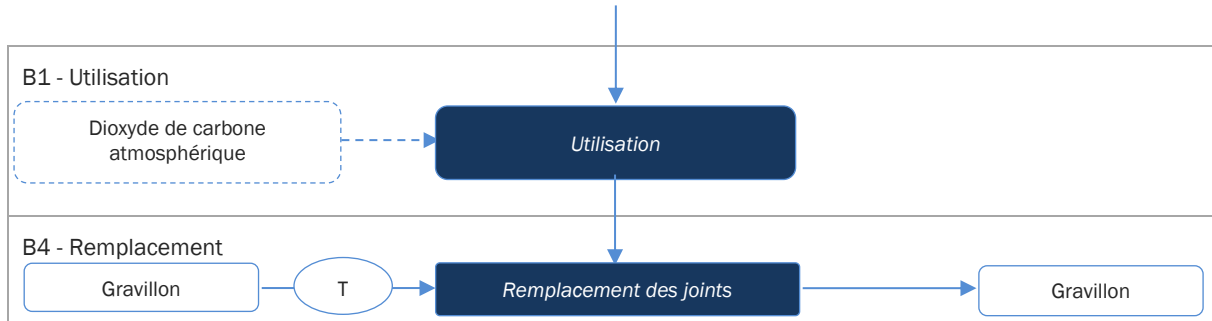 B1 - Utilisation
Dioxyde de carbone
atmosphérique
Utilisation
B4 - Remplacement
Gravillon
T
Remplacement des joints
Gravillon